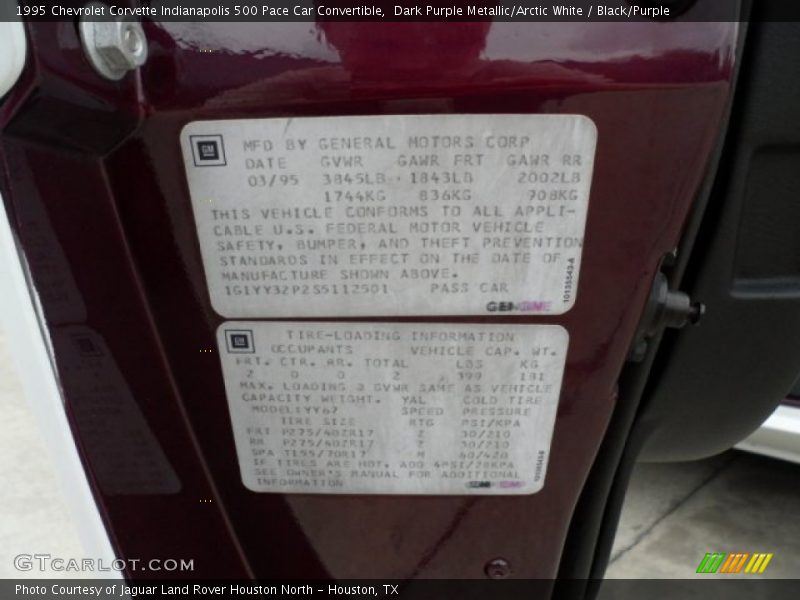 1995 Chevrolet Corvette Indianapolis 500 Pace Car Convertible,  Dark Purple Metallic/Arctic White / Black/Purple
GM
MFD BY GENERAL MOTORS CORP
DATE GVWR GAWR FRT GAWR RR
03/95 3845LB 1843LB 2002LB
1744KG 836KG 908KG
THIS VEHICLE CONFORMS TO ALL APPLI-
CABLE U.S. FEDERAL MOTOR VEHICLE
SAFETY, BUMPER, AND THEFT PREVENTION
STANDARDS IN EFFECT ON THE DATE OF
MANUFACTURE SHOWN ABOVE.
1G1YY32P2S5112501 PASS CAR
GM
TIRE-LOADING INFORMATION
OCCUPANTS VEHICLE CAP. WT.
FRT. CTR. RR. TOTAL LBS KG
2 0 0 2 399 181
MAX. LOADING @ GVWR SAME AS VEHICLE
CAPACITY WEIGHT. YAL COLD TIRE
MODEL:YY67 SPEED PRESSURE
TIRE SIZE RTG PSI/KPA
FRT P275/40ZR17 Z 30/210
RR P275/40ZR17 Z 30/210
SPA T155/70R17 M 60/420
IF TIRES ARE HOT, ADD 4PSI/28KPA
SEE OWNER'S MANUAL FOR ADDITIONAL
INFORMATION
GTCARLOT.COM
Photo Courtesy of Jaguar Land Rover Houston North - Houston, TX